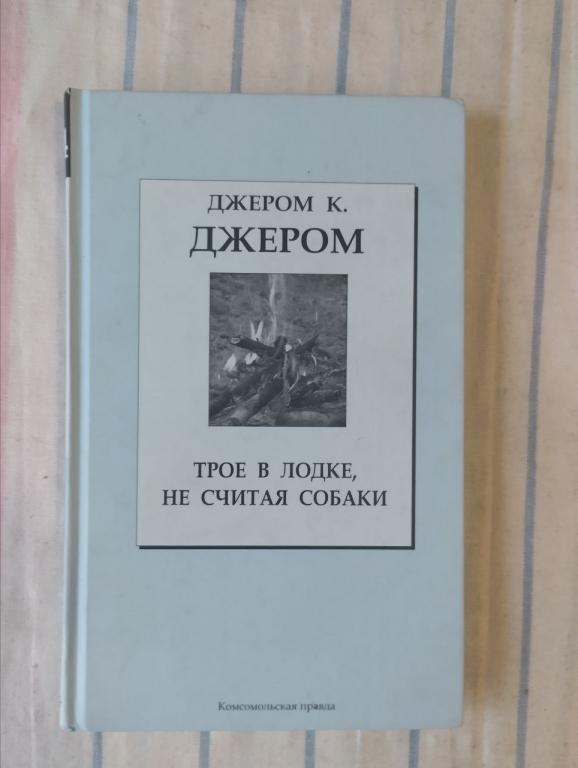 ДЖЕРОМ К.
ДЖЕРОМ
ТРОЕ В ЛОДКЕ,
НЕ СЧИТАЯ СОБАКИ
Комсомольская правда